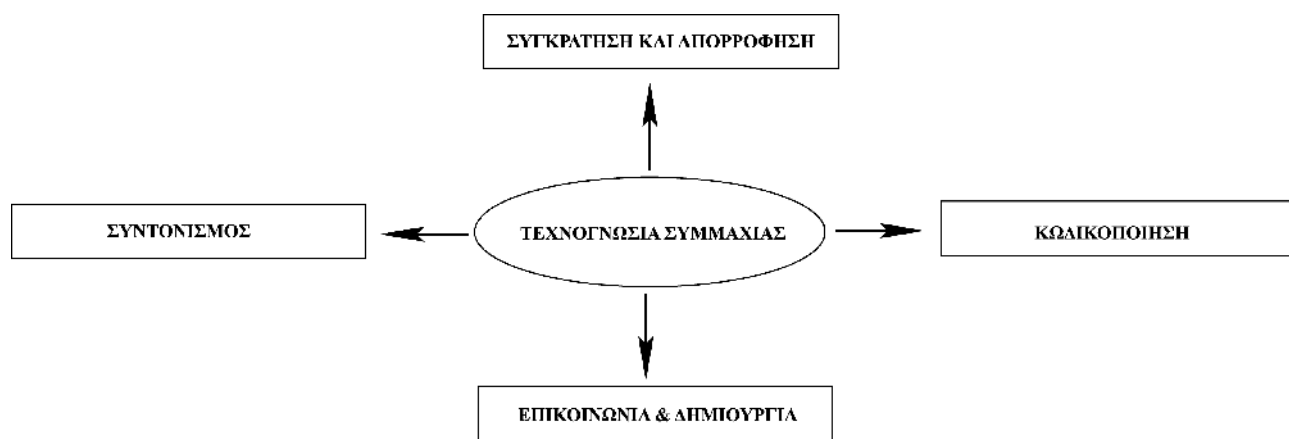 ΣΥΓΚΡΑΤΗΣΗ ΚΑΙ ΑΠΟΡΡΟΦΗΣΗ
ΣΥΝΤΟΝΙΣΜΟΣ
ΤΕΧΝΟΓΝΩΣΙΑ ΣΥΜΜΑΧΙΑΣ
ΚΩΔΙΚΟΠΟΙΗΣΗ
ΕΠΙΚΟΙΝΩΝΙΑ & ΔΗΜΙΟΥΡΓΙΑ